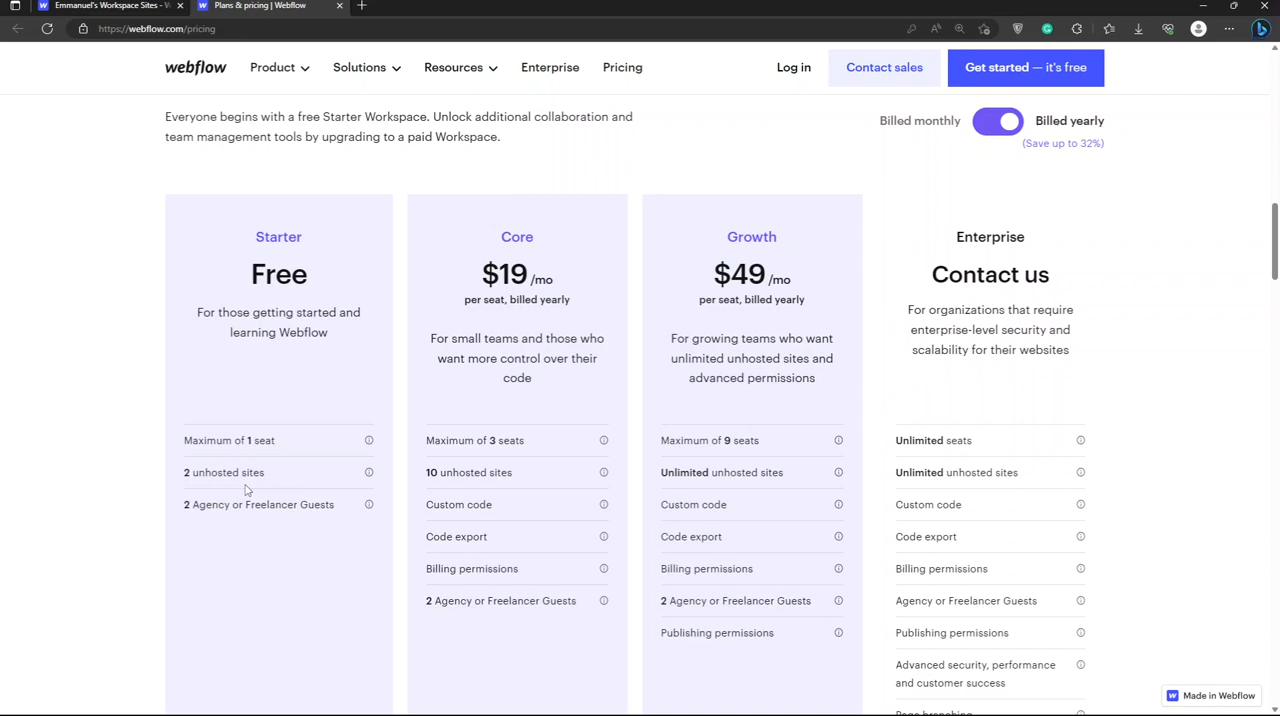 Emmanuel's Workspace Sites - W
Plans & pricing | Webflow
https://webflow.com/pricing
webflow
Product
Solutions
Resources
Enterprise
Pricing
Log in
Contact sales
Get started — it's free
Everyone begins with a free Starter Workspace. Unlock additional collaboration and
team management tools by upgrading to a paid Workspace.
Billed monthly
Billed yearly
(Save up to 32%)
Starter
Free
For those getting started and
learning Webflow
Maximum of 1 seat
2 unhosted sites
2 Agency or Freelancer Guests
Core
$19 /mo
per seat, billed yearly
For small teams and those who
want more control over their
code
Maximum of 3 seats
10 unhosted sites
Custom code
Code export
Billing permissions
2 Agency or Freelancer Guests
Growth
$49 /mo
per seat, billed yearly
For growing teams who want
unlimited unhosted sites and
advanced permissions
Maximum of 9 seats
Unlimited unhosted sites
Custom code
Code export
Billing permissions
2 Agency or Freelancer Guests
Publishing permissions
Enterprise
Contact us
For organizations that require
enterprise-level security and
scalability for their websites
Unlimited seats
Unlimited unhosted sites
Custom code
Code export
Billing permissions
Agency or Freelancer Guests
Publishing permissions
Advanced security, performance
and customer success
Page branching
Made in Webflow